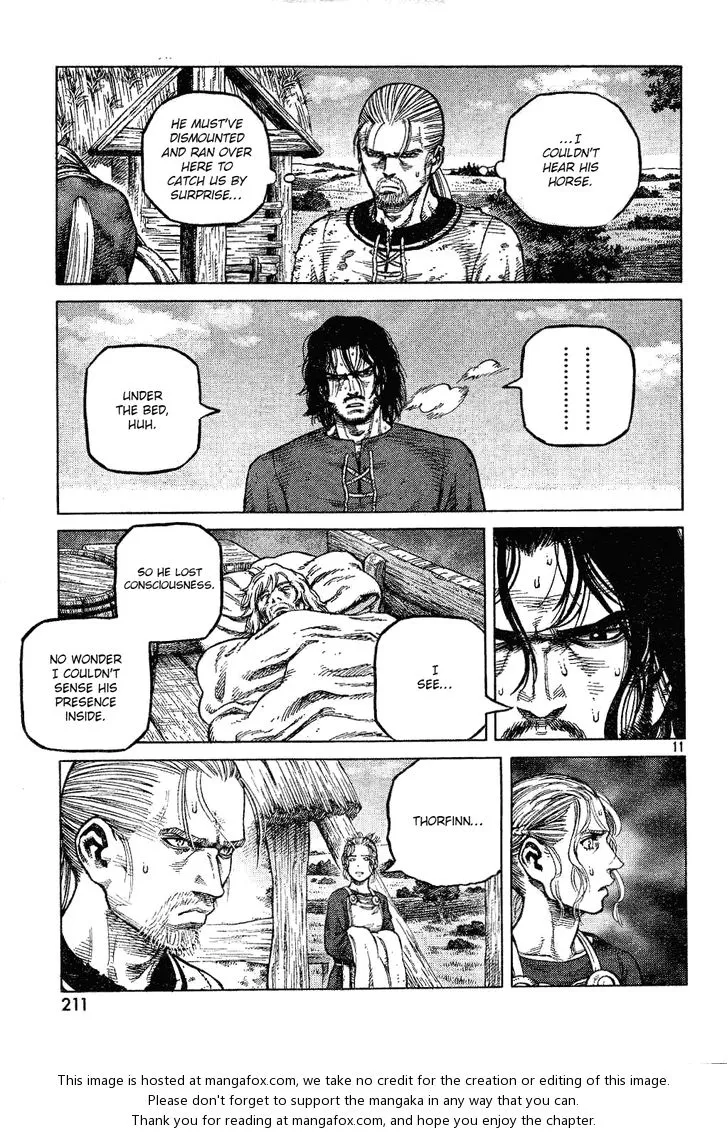 ...I
COULDN'T
HEAR HIS
HORSE.
HE MUST'VE
DISMOUNTED
AND RAN OVER
HERE TO
CATCH US BY
SURPRISE...
UNDER
THE BED,
HUH.
I
SEE...
SO HE LOST
CONSCIOUSNESS.
NO WONDER
I COULDN'T
SENSE HIS
PRESENCE
INSIDE.
11
THORFINN...
211
This image is hosted at mangafox.com, we take no credit for the creation or editing of this image.
Please don't forget to support the mangaka in any way that you can.
Thank you for reading at mangafox.com, and hope you enjoy the chapter.